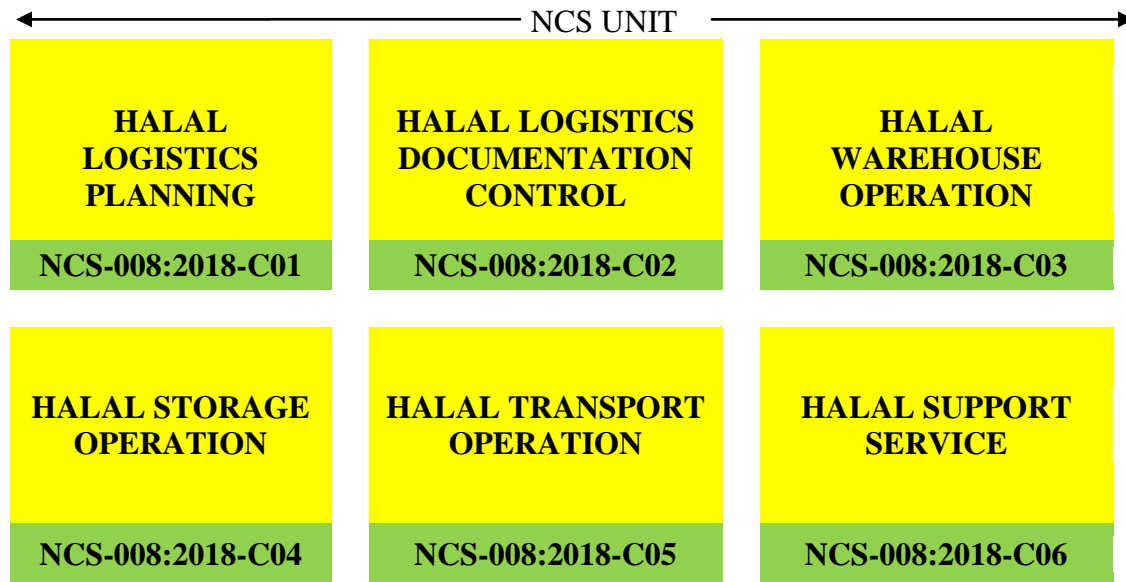 NCS UNIT
HALAL
LOGISTICS
PLANNING
NCS-008:2018-C01
HALAL LOGISTICS
DOCUMENTATION
CONTROL
NCS-008:2018-C02
HALAL
WAREHOUSE
OPERATION
NCS-008:2018-C03
HALAL STORAGE
OPERATION
NCS-008:2018-C04
HALAL TRANSPORT
OPERATION
NCS-008:2018-C05
HALAL SUPPORT
SERVICE
NCS-008:2018-C06